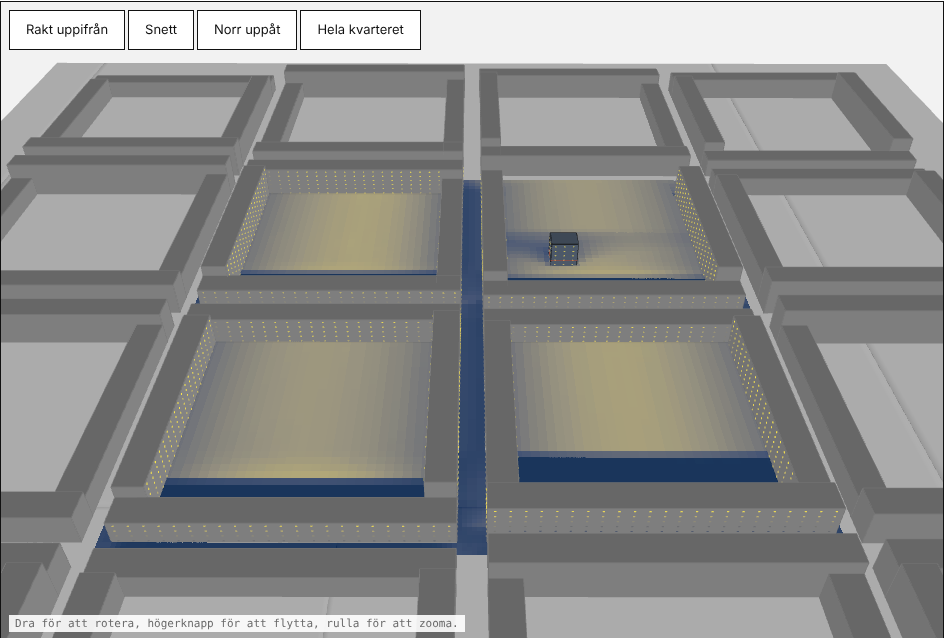 Rakt uppifrån
Snett
Norr uppåt
Hela kvarteret
Dra för att rotera, högerknapp för att flytta, rulla för att zooma.